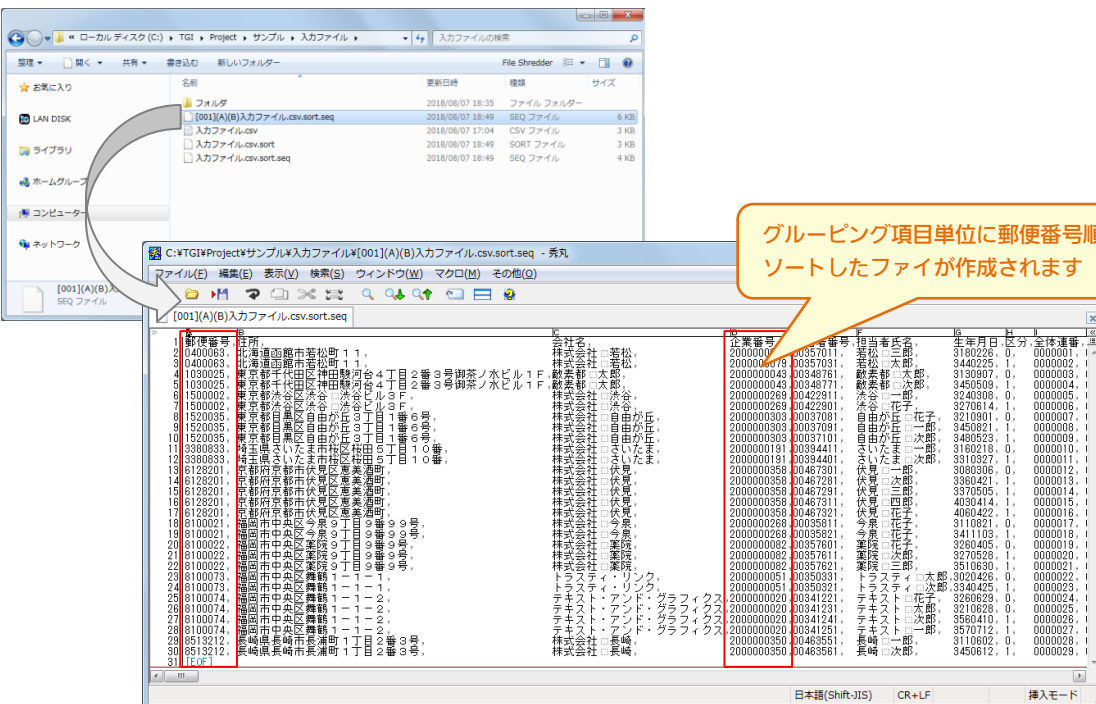 « ローカル ディスク (C:) ▸ TGI ▸ Project ▸ サンプル ▸ 入力ファイル ▸
入力ファイルの検索
整理 開く 共有 書き込む 新しいフォルダー File Shredder
お気に入り
LAN DISK
ライブラリ
ホームグループ
コンピューター
ネットワーク
名前 更新日時 種類 サイズ
フォルダ 2018/08/07 18:35 ファイル フォルダー
[001](A)(B)入力ファイル.csv.sort.seq 2018/08/07 18:49 SEQ ファイル 6 KB
入力ファイル.csv 2018/08/07 17:04 CSV ファイル 3 KB
入力ファイル.csv.sort 2018/08/07 18:49 SORT ファイル 3 KB
入力ファイル.csv.sort.seq 2018/08/07 18:49 SEQ ファイル 4 KB
[001](A)(B)入
SEQ ファイル
グルーピング項目単位に郵便番号順
ソートしたファイが作成されます
C:¥TGI¥Project¥サンプル¥入力ファイル¥[001](A)(B)入力ファイル.csv.sort.seq - 秀丸
ファイル(F) 編集(E) 表示(V) 検索(S) ウィンドウ(W) マクロ(M) その他(O)
[001](A)(B)入力ファイル.csv.sort.seq
1 郵便番号,住所, 会社名, 企業番号, 番号,担当者氏名, 生年月日,区分,全体連番,
2 0400063,北海道函館市若松町11, 株式会社□若松, 00357011, 若松□三郎, 3180226, 0, 0000001,
3 0400063,北海道函館市若松町11, 株式会社□若松, 00357031, 若松□二郎, 3440225, 1, 0000002,
4 1030025,東京都千代田区神田駿河台4丁目2番3号御茶ノ水ビル1F,敵素都□太郎, 2000000043,00348761, 敵素都□太郎, 3130907, 0, 0000003,
5 1030025,東京都千代田区神田駿河台4丁目2番3号御茶ノ水ビル1F,敵素都□次郎, 2000000043,00348771, 敵素都□次郎, 3450509, 1, 0000004,
6 1500002,東京都渋谷区渋谷□渋谷ビル3F, 株式会社□渋谷, 2000000269,00422911, 渋谷□一郎, 3240308, 0, 0000005,
7 1500002,東京都渋谷区渋谷□渋谷ビル3F, 株式会社□渋谷, 2000000269,00422901, 渋谷□花子, 3270614, 1, 0000006,
8 1520035,東京都目黒区自由が丘3丁目1番6号, 株式会社□自由が丘, 2000000303,00037081, 自由が丘□花子, 3210901, 0, 0000007,
9 1520035,東京都目黒区自由が丘3丁目1番6号, 株式会社□自由が丘, 2000000303,00037091, 自由が丘□一郎, 3450821, 1, 0000008,
10 1520035,東京都目黒区自由が丘3丁目1番6号, 株式会社□自由が丘, 2000000303,00037101, 自由が丘□次郎, 3480523, 1, 0000009,
11 3380833,埼玉県さいたま市桜区桜田5丁目10番, 株式会社□さいたま, 2000000191,00394411, さいたま□一郎, 3160218, 0, 0000010,
12 3380833,埼玉県さいたま市桜区桜田5丁目10番, 株式会社□さいたま, 2000000191,00394401, さいたま□次郎, 3310327, 1, 0000011,
13 6128201,京都府京都市伏見区恵美酒町, 株式会社□伏見, 2000000358,00467301, 伏見□一郎, 3080306, 0, 0000012,
14 6128201,京都府京都市伏見区恵美酒町, 株式会社□伏見, 2000000358,00467281, 伏見□次郎, 3360421, 1, 0000013,
15 6128201,京都府京都市伏見区恵美酒町, 株式会社□伏見, 2000000358,00467291, 伏見□三郎, 3370505, 1, 0000014,
16 6128201,京都府京都市伏見区恵美酒町, 株式会社□伏見, 2000000358,00467311, 伏見□四郎, 4030414, 1, 0000015,
17 6128201,京都府京都市伏見区恵美酒町, 株式会社□伏見, 2000000358,00467321, 伏見□花子, 4060422, 1, 0000016,
18 8100021,福岡市中央区今泉9丁目9番99号, 株式会社□今泉, 2000000268,00035811, 今泉□花子, 3110821, 0, 0000017,
19 8100021,福岡市中央区今泉9丁目9番99号, 株式会社□今泉, 2000000268,00035821, 今泉□花子, 3411103, 1, 0000018,
20 8100022,福岡市中央区薬院9丁目9番9号, 株式会社□薬院, 2000000082,00357601, 薬院□花子, 3260405, 0, 0000019,
21 8100022,福岡市中央区薬院9丁目9番9号, 株式会社□薬院, 2000000082,00357611, 薬院□次郎, 3270528, 1, 0000020,
22 8100022,福岡市中央区薬院9丁目9番9号, 株式会社□薬院, 2000000082,00357621, 薬院□三郎, 3510630, 1, 0000021,
23 8100073,福岡市中央区舞鶴1-1-1, トラスティ・リンク, 2000000051,00350331, トラスティ□太郎,3020426, 0, 0000022,
24 8100073,福岡市中央区舞鶴1-1-1, トラスティ・リンク, 2000000051,00350321, トラスティ□次郎,3340425, 1, 0000023,
25 8100074,福岡市中央区舞鶴1-1-2, テキスト・アンド・グラフィクス,2000000020,00341221, テキスト□花子, 3260628, 0, 0000024,
26 8100074,福岡市中央区舞鶴1-1-2, テキスト・アンド・グラフィクス,2000000020,00341231, テキスト□太郎, 3210628, 1, 0000025,
27 8100074,福岡市中央区舞鶴1-1-2, テキスト・アンド・グラフィクス,2000000020,00341241, テキスト□次郎, 3560410, 1, 0000026,
28 8100074,福岡市中央区舞鶴1-1-2, テキスト・アンド・グラフィクス,2000000020,00341251, テキスト□一郎, 3570712, 1, 0000027,
29 8513212,長崎県長崎市長浦町1丁目2番3号, 株式会社□長崎, 2000000350,00463551, 長崎□一郎, 3110602, 0, 0000028,
30 8513212,長崎県長崎市長浦町1丁目2番3号, 株式会社□長崎, 2000000350,00463561, 長崎□次郎, 3450612, 1, 0000029,
31 [EOF]
日本語(Shift-JIS) CR+LF 挿入モード